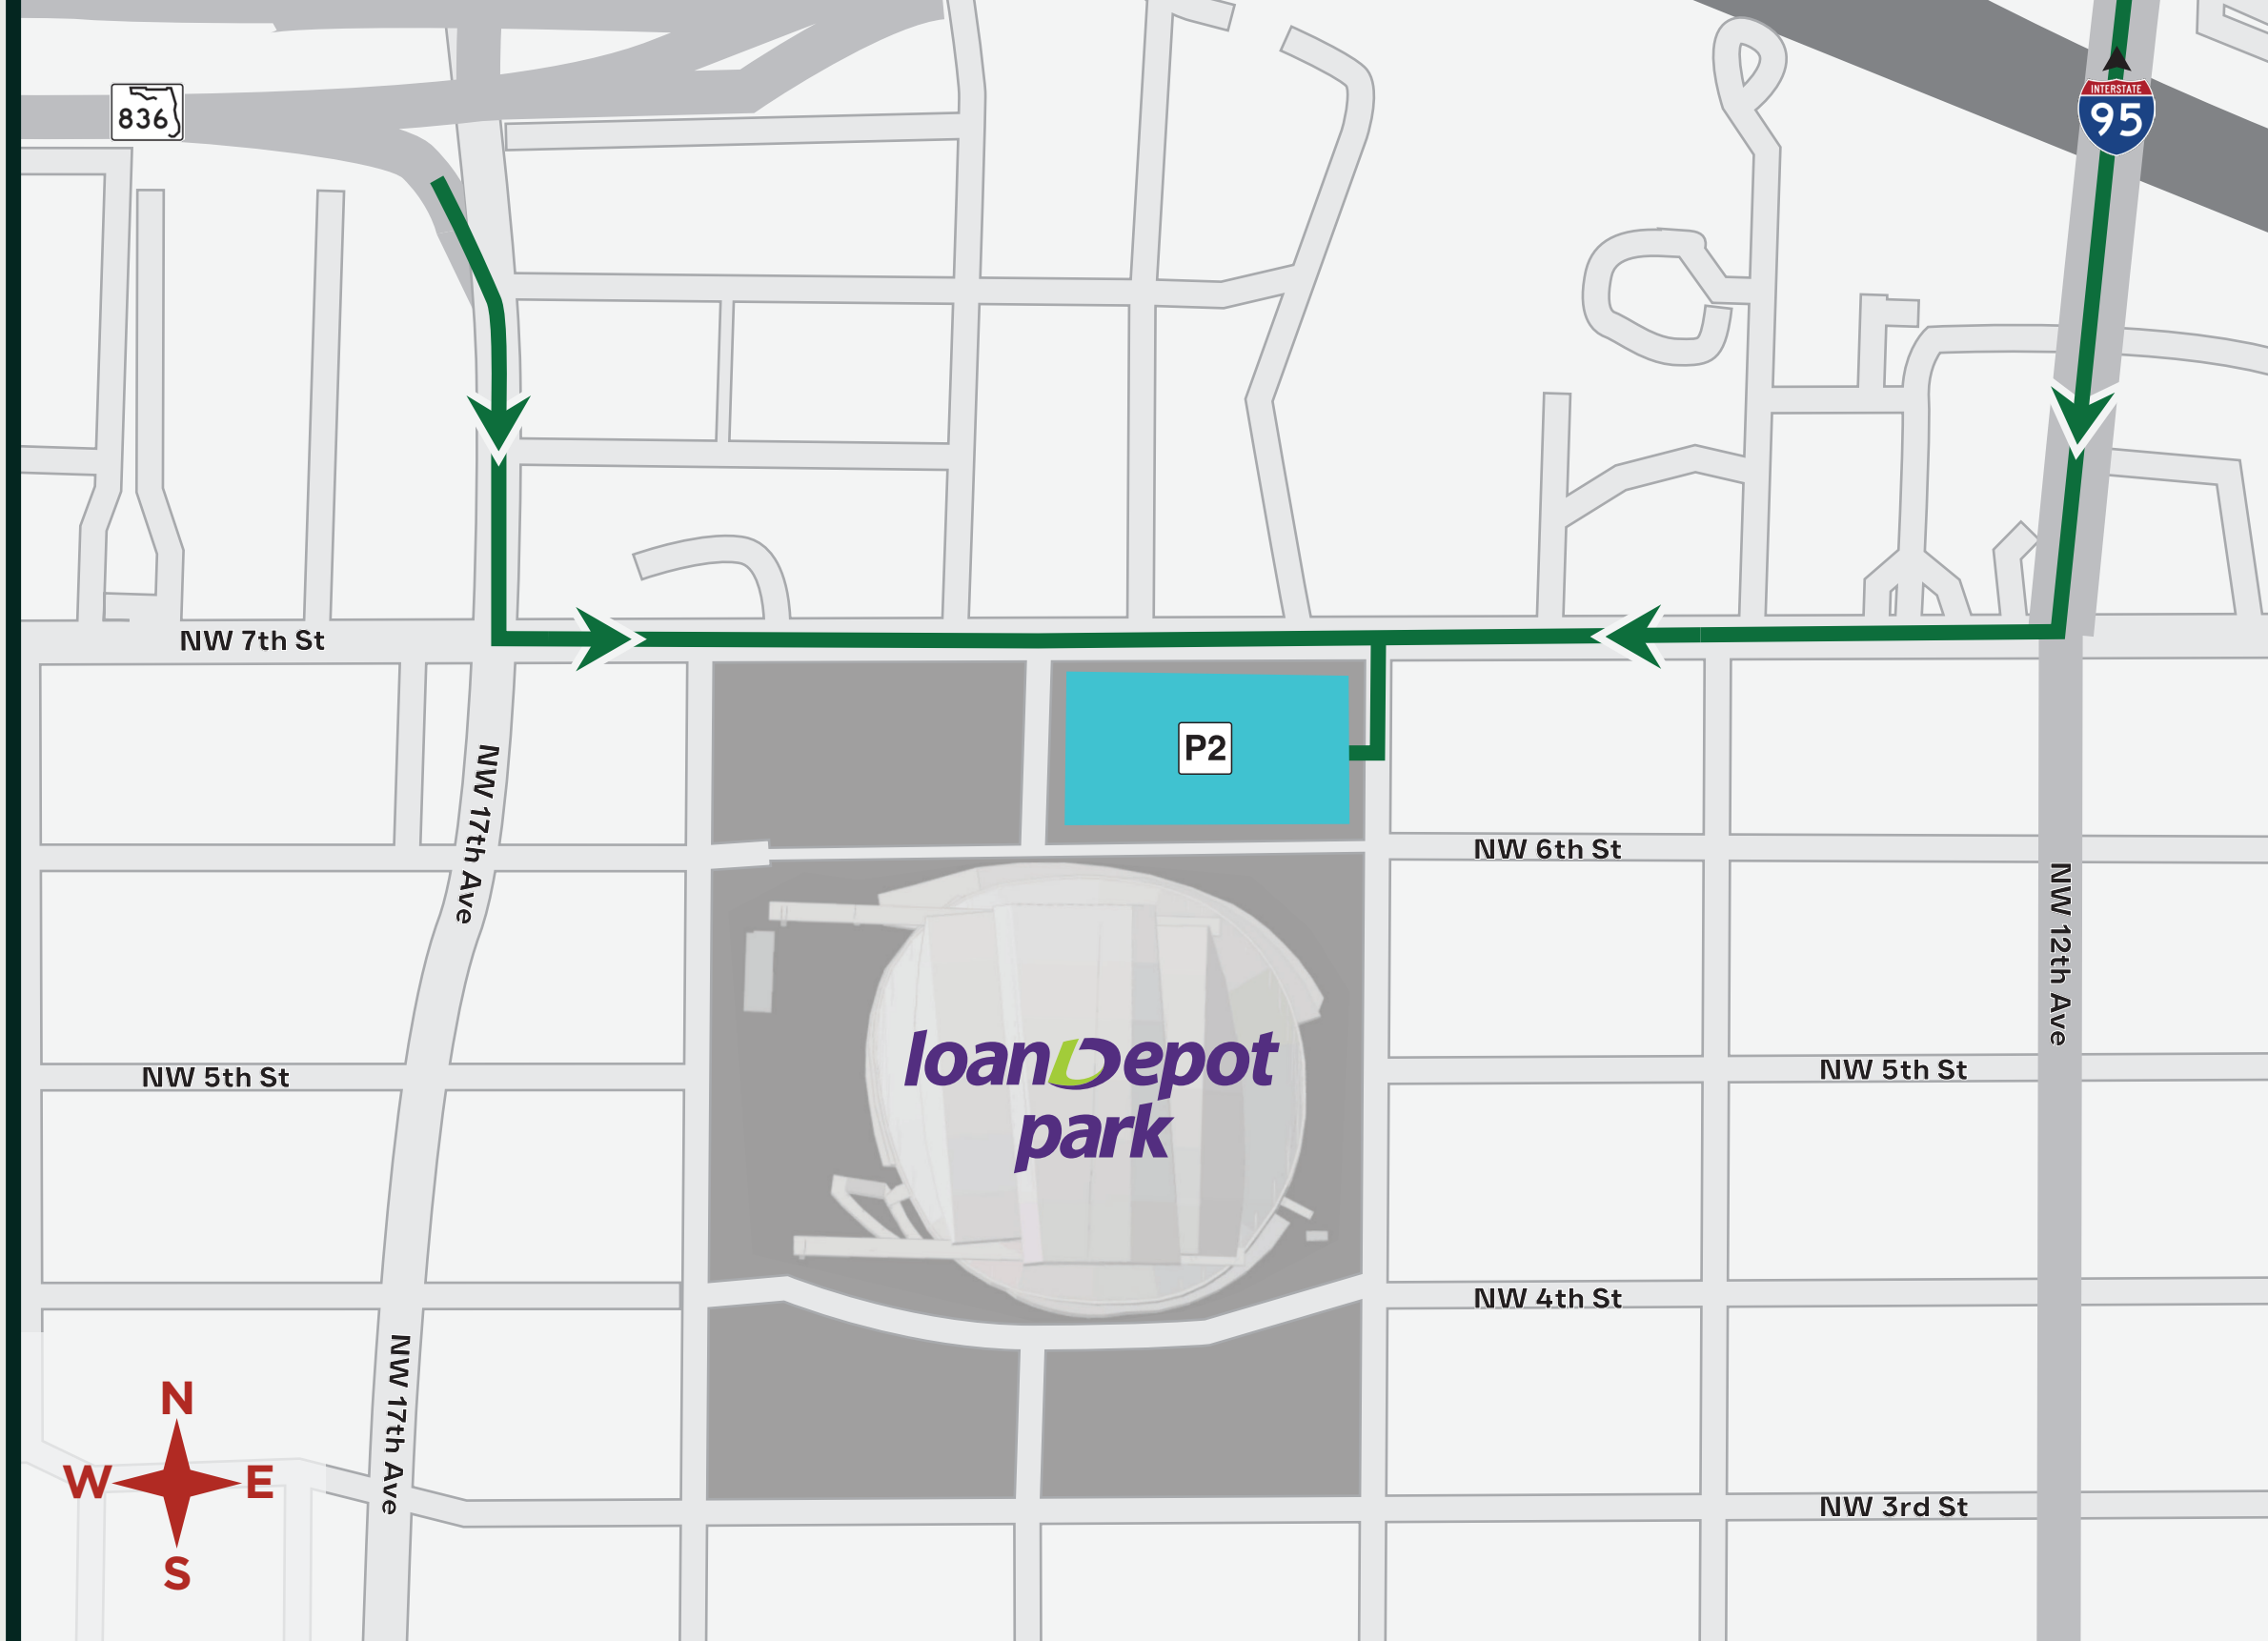 836
INTERSTATE
95
NW 7th St
P2
NW 17th Ave
NW 6th St
NW 12th Ave
loanDepot
park
NW 5th St
NW 5th St
NW 4th St
NW 17th Ave
N
W E
S
NW 3rd St